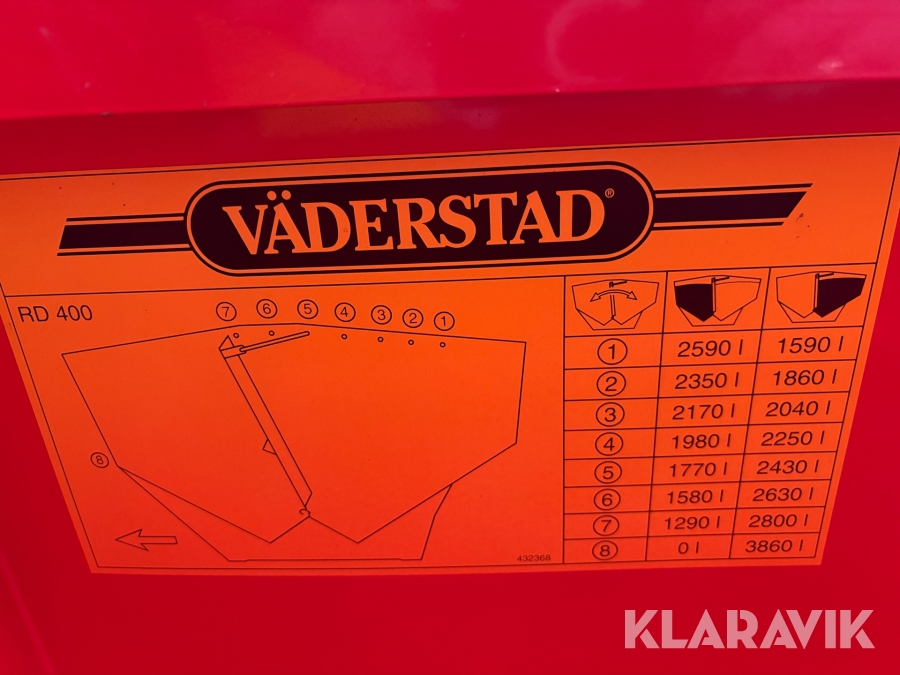 VÄDERSTAD®
RD 400
7 6 5 4 3 2 1
8
432368
1 2590 l 1590 l
2 2350 l 1860 l
3 2170 l 2040 l
4 1980 l 2250 l
5 1770 l 2430 l
6 1580 l 2630 l
7 1290 l 2800 l
8 0 l 3860 l
KLARAVIK